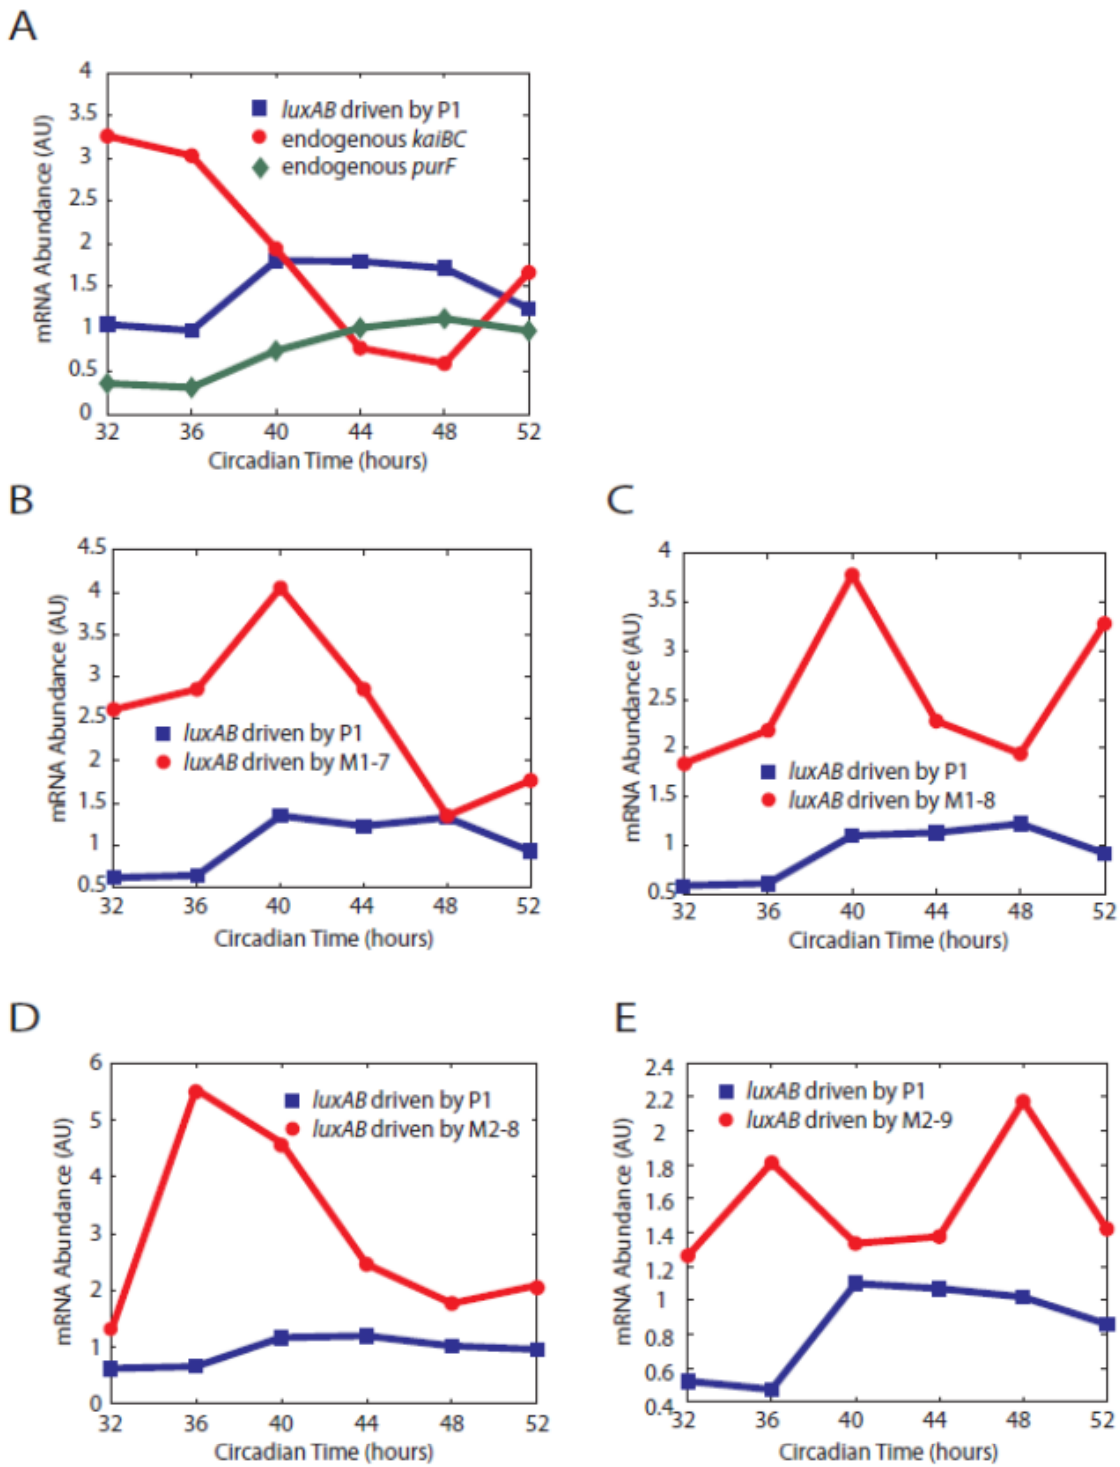 A
4
3.5
3
2.5
2
1.5
1
0.5
0
mRNA Abundance (AU)
luxAB driven by P1
endogenous kaiBC
endogenous purF
32 36 40 44 48 52
Circadian Time (hours)
B
4.5
4
3.5
3
2.5
2
1.5
1
0.5
mRNA Abundance (AU)
luxAB driven by P1
luxAB driven by M1-7
32 36 40 44 48 52
Circadian Time (hours)
C
4
3.5
3
2.5
2
1.5
1
0.5
mRNA Abundance (AU)
luxAB driven by P1
luxAB driven by M1-8
32 36 40 44 48 52
Circadian Time (hours)
D
6
5
4
3
2
1
0
mRNA Abundance (AU)
luxAB driven by P1
luxAB driven by M2-8
32 36 40 44 48 52
Circadian Time (hours)
E
2.4
2.2
2
1.8
1.6
1.4
1.2
1
0.8
0.6
0.4
mRNA Abundance (AU)
luxAB driven by P1
luxAB driven by M2-9
32 36 40 44 48 52
Circadian Time (hours)